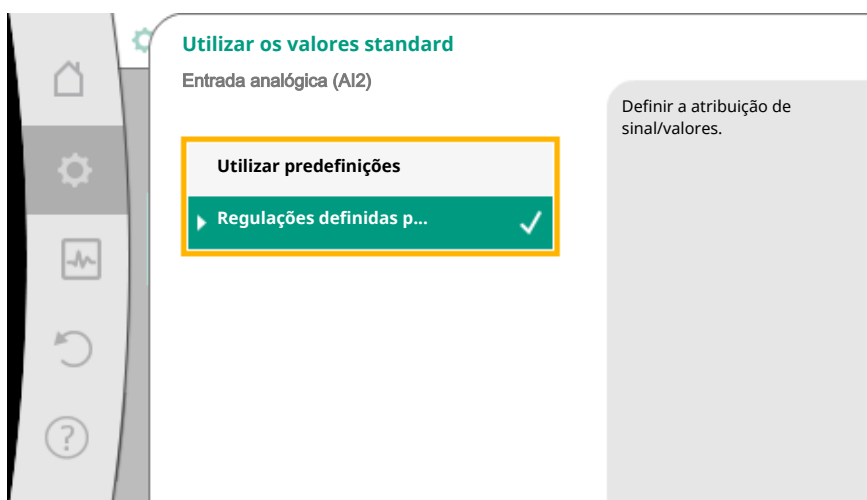 Utilizar os valores standard
Entrada analógica (AI2)
Definir a atribuição de
sinal/valores.
Utilizar predefinições
Regulações definidas p...
?